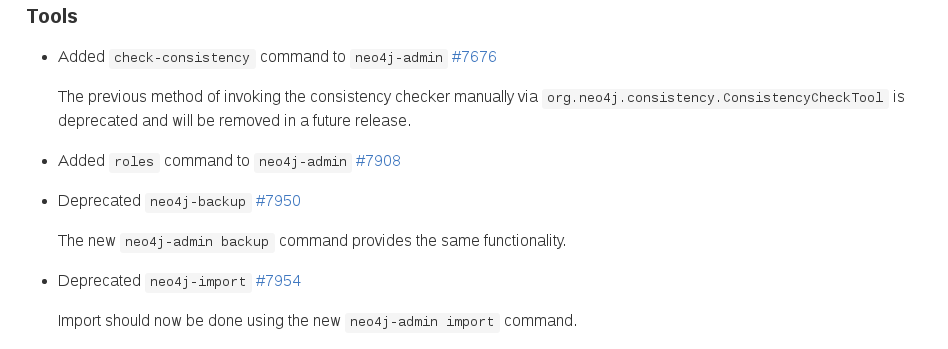 Tools
Added check-consistency command to neo4j-admin #7676
The previous method of invoking the consistency checker manually via org.neo4j.consistency.ConsistencyCheckTool is
deprecated and will be removed in a future release.
Added roles command to neo4j-admin #7908
Deprecated neo4j-backup #7950
The new neo4j-admin backup command provides the same functionality.
Deprecated neo4j-import #7954
Import should now be done using the new neo4j-admin import command.